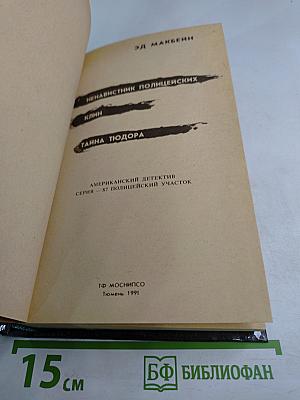 ЭД МАКБЕЙН
НЕНАВИСТНИК ПОЛИЦЕЙСКИХ
КЛИН
ТАЙНА ТЮДОРА
АМЕРИКАНСКИЙ ДЕТЕКТИВ
СЕРИЯ — 87 ПОЛИЦЕЙСКИЙ УЧАСТОК
ТФ МОСНИПСО
Тюмень 1991
15 см
БФ БИБЛИОФАН